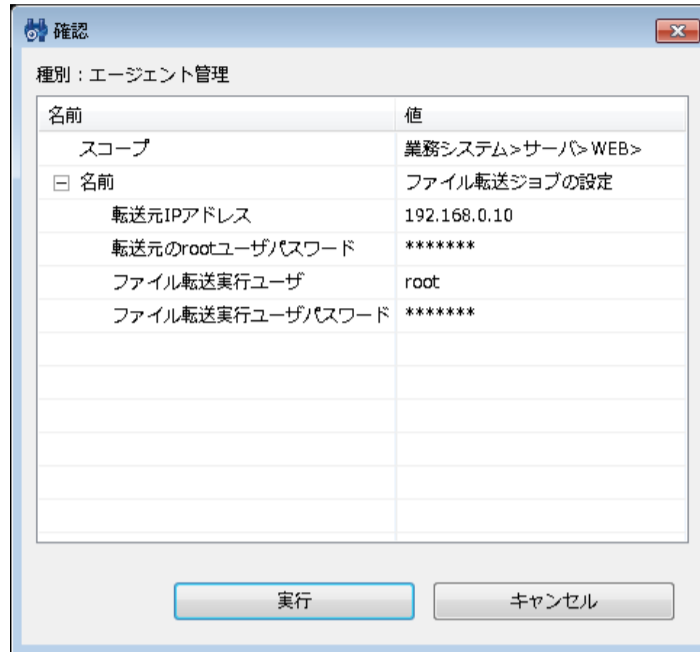 確認
種別：エージェント管理
名前 値
スコープ 業務システム>サーバ>WEB>
名前 ファイル転送ジョブの設定
転送元IPアドレス 192.168.0.10
転送元のrootユーザパスワード *******
ファイル転送実行ユーザ root
ファイル転送実行ユーザパスワード *******
実行 キャンセル